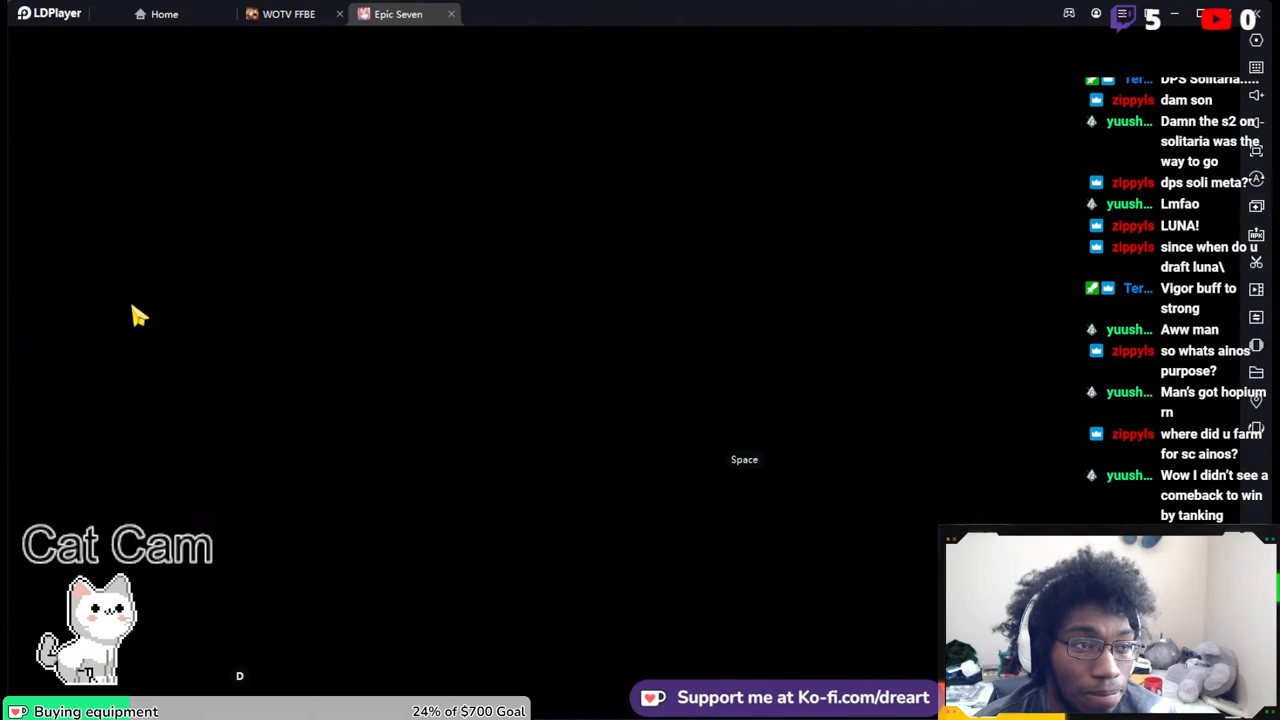 LDPlayer
Home
WOTV FFBE
Epic Seven
5
0
Ter... DPS Solitaria.....
zippyls dam son
yuush... Damn the s2 on
solitaria was the
way to go
zippyls dps soli meta?
yuush... Lmfao
zippyls LUNA!
zippyls since when do u
draft luna\
Ter... Vigor buff to
strong
yuush... Aww man
zippyls so whats ainos
purpose?
yuush... Man's got hopium
rn
zippyls where did u farm
for sc ainos?
yuush... Wow I didn't see a
comeback to win
by tanking
Space
Cat Cam
D
Buying equipment
24% of $700 Goal
Support me at Ko-fi.com/dreart